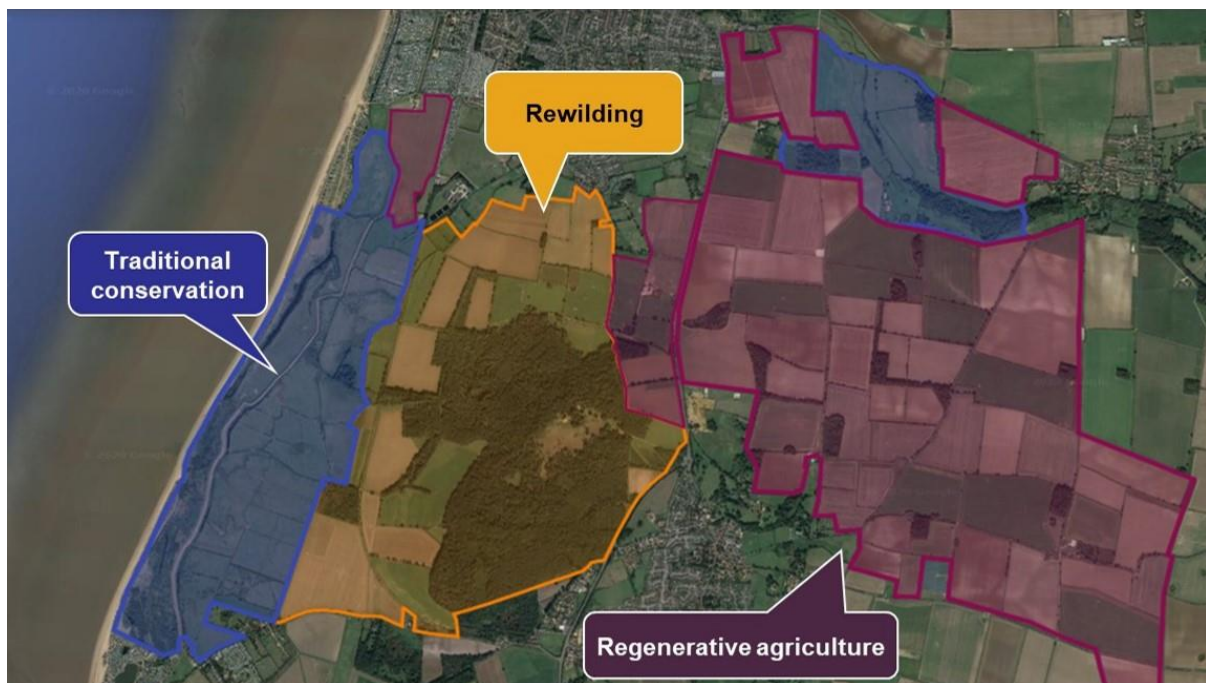 Rewilding
Traditional
conservation
Regenerative agriculture